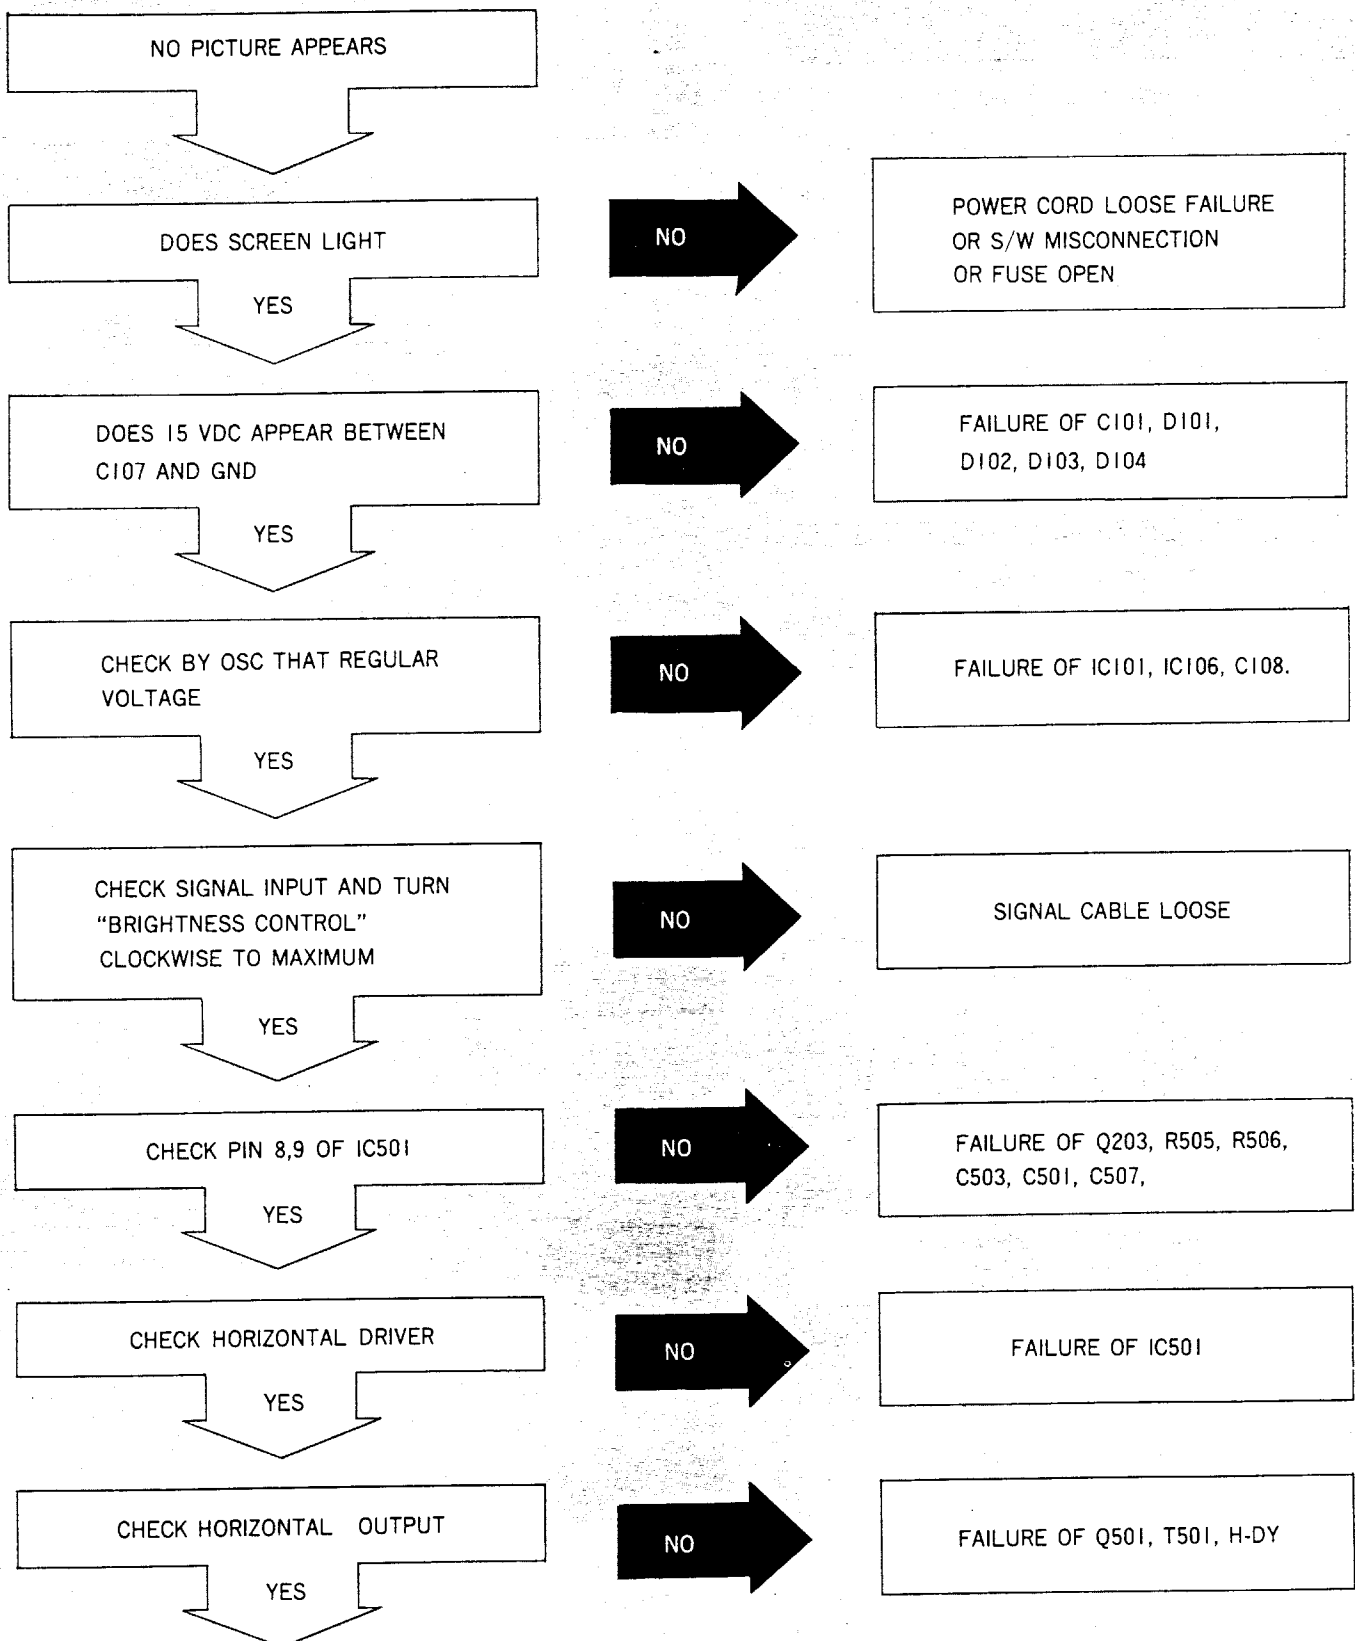 NO PICTURE APPEARS
DOES SCREEN LIGHT
NO
POWER CORD LOOSE FAILURE
OR S/W MISCONNECTION
OR FUSE OPEN
YES
DOES 15 VDC APPEAR BETWEEN
C107 AND GND
NO
FAILURE OF C101, D101,
D102, D103, D104
YES
CHECK BY OSC THAT REGULAR
VOLTAGE
NO
FAILURE OF IC101, IC106, C108.
YES
CHECK SIGNAL INPUT AND TURN
“BRIGHTNESS CONTROL”
CLOCKWISE TO MAXIMUM
NO
SIGNAL CABLE LOOSE
YES
CHECK PIN 8,9 OF IC501
NO
FAILURE OF Q203, R505, R506,
C503, C501, C507,
YES
CHECK HORIZONTAL DRIVER
NO
FAILURE OF IC501
YES
CHECK HORIZONTAL OUTPUT
NO
FAILURE OF Q501, T501, H-DY
YES